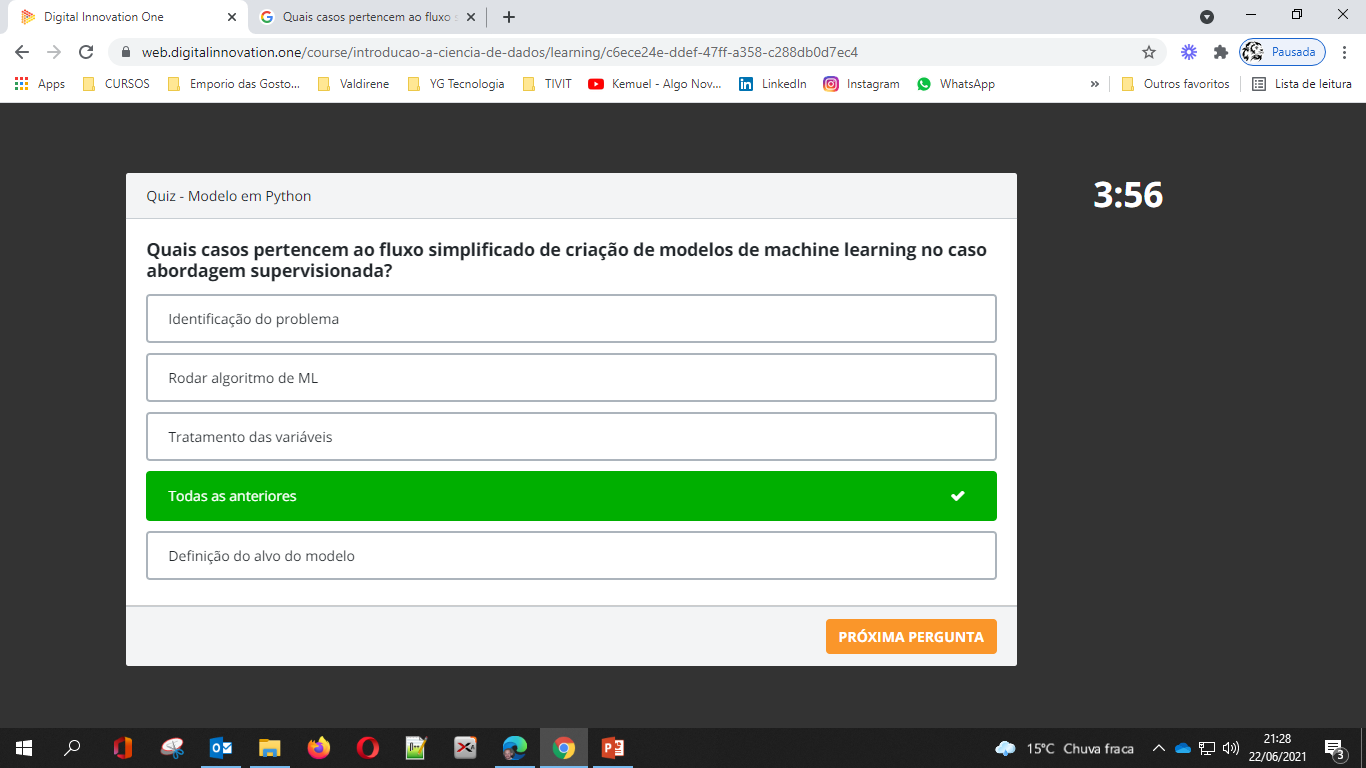 Digital Innovation One
Quais casos pertencem ao fluxo s
web.digitalinnovation.one/course/introducao-a-ciencia-de-dados/learning/c6ece24e-ddef-47ff-a358-c288db0d7ec4
Pausada
Apps
CURSOS
Emporio das Gosto...
Valdirene
YG Tecnologia
TIVIT
Kemuel - Algo Nov...
LinkedIn
Instagram
WhatsApp
»
Outros favoritos
Lista de leitura
Quiz - Modelo em Python
3:56
Quais casos pertencem ao fluxo simplificado de criação de modelos de machine learning no caso
abordagem supervisionada?
Identificação do problema
Rodar algoritmo de ML
Tratamento das variáveis
Todas as anteriores
Definição do alvo do modelo
PRÓXIMA PERGUNTA
15°C Chuva fraca
21:28
22/06/2021
3